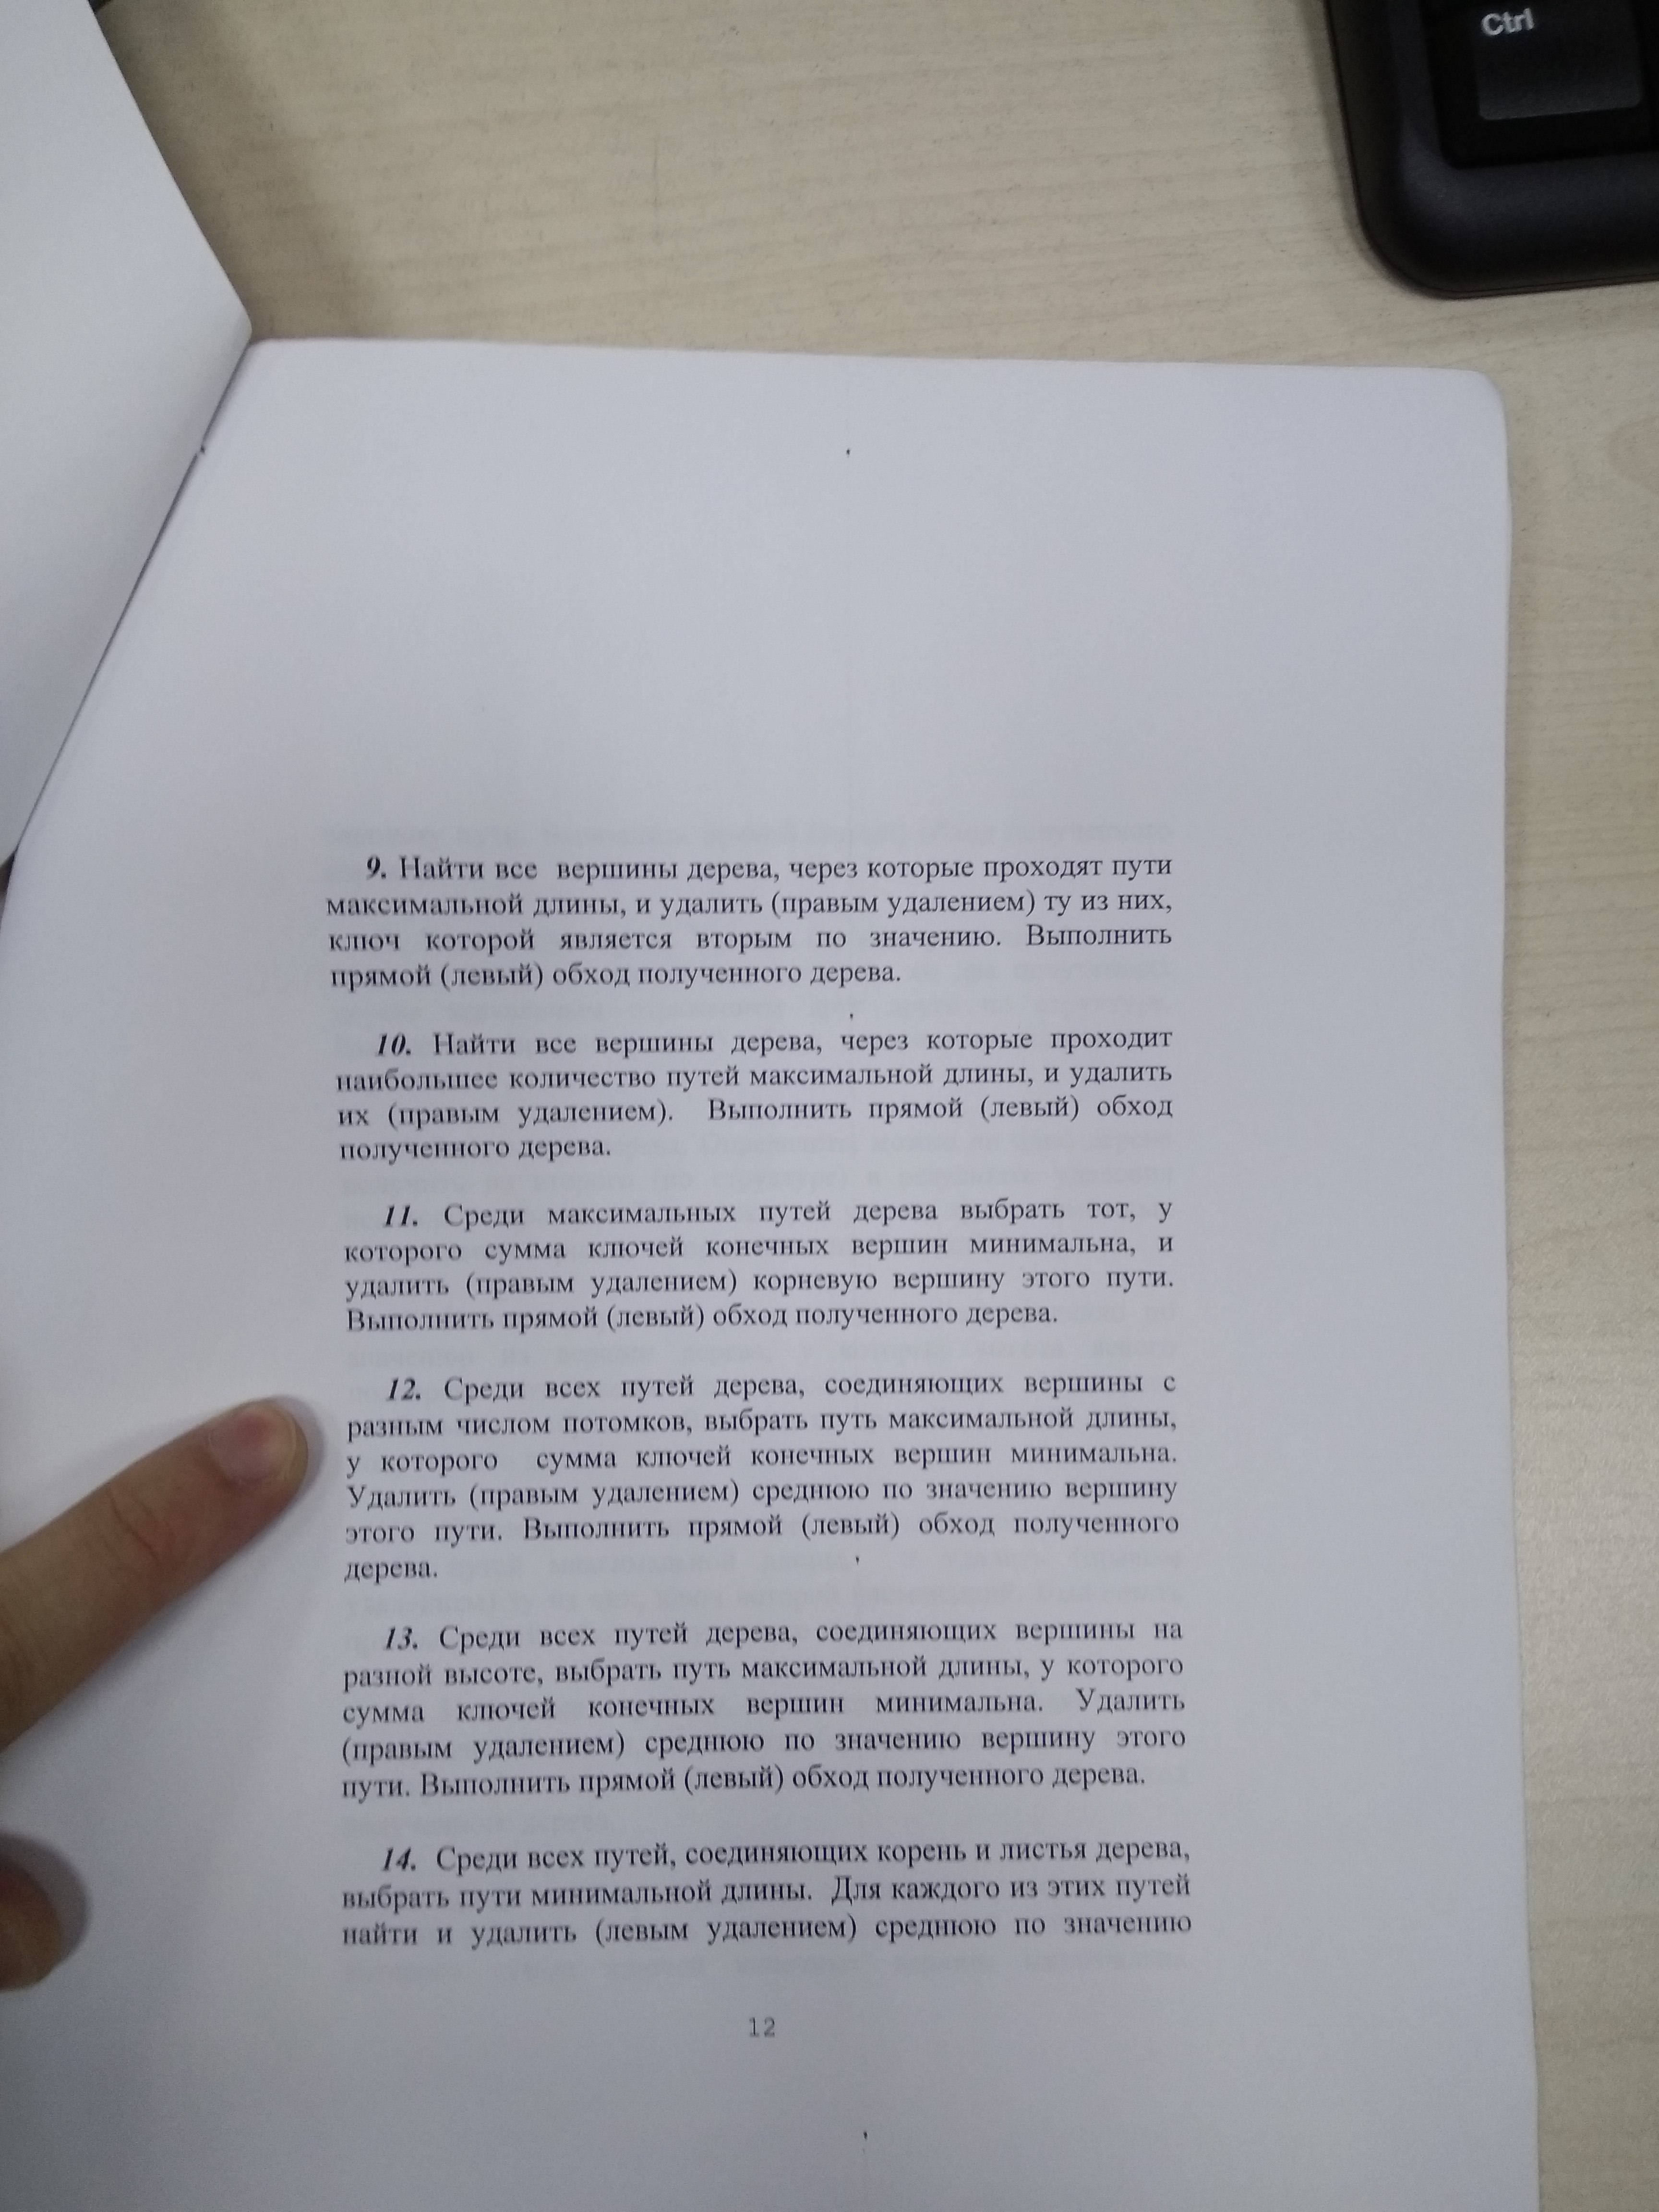 Ctrl
9. Найти все вершины дерева, через которые проходят пути
максимальной длины, и удалить (правым удалением) ту из них,
ключ которой является вторым по значению. Выполнить
прямой (левый) обход полученного дерева.
10. Найти все вершины дерева, через которые проходит
наибольшее количество путей максимальной длины, и удалить
их (правым удалением). Выполнить прямой (левый) обход
полученного дерева.
11. Среди максимальных путей дерева выбрать тот, у
которого сумма ключей конечных вершин минимальна, и
удалить (правым удалением) корневую вершину этого пути.
Выполнить прямой (левый) обход полученного дерева.
12. Среди всех путей дерева, соединяющих вершины с
разным числом потомков, выбрать путь максимальной длины,
у которого сумма ключей конечных вершин минимальна.
Удалить (правым удалением) среднюю по значению вершину
этого пути. Выполнить прямой (левый) обход полученного
дерева.
13. Среди всех путей дерева, соединяющих вершины на
разной высоте, выбрать путь максимальной длины, у которого
сумма ключей конечных вершин минимальна. Удалить
(правым удалением) среднюю по значению вершину этого
пути. Выполнить прямой (левый) обход полученного дерева.
14. Среди всех путей, соединяющих корень и листья дерева,
выбрать пути минимальной длины. Для каждого из этих путей
найти и удалить (левым удалением) среднюю по значению
12